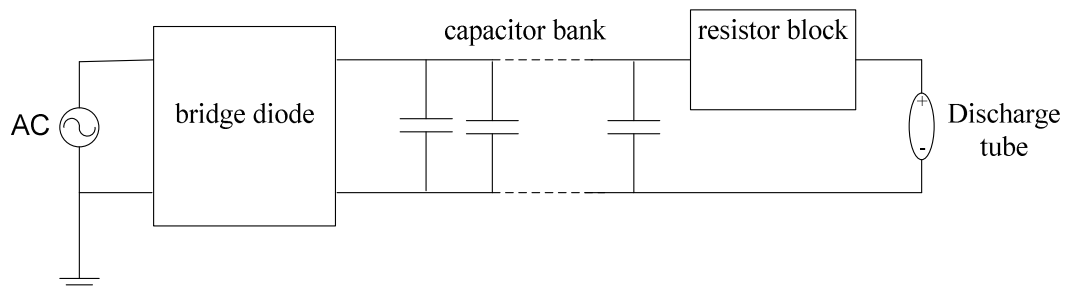 capacitor bank
resistor block
bridge diode
AC
+
-
Discharge
tube